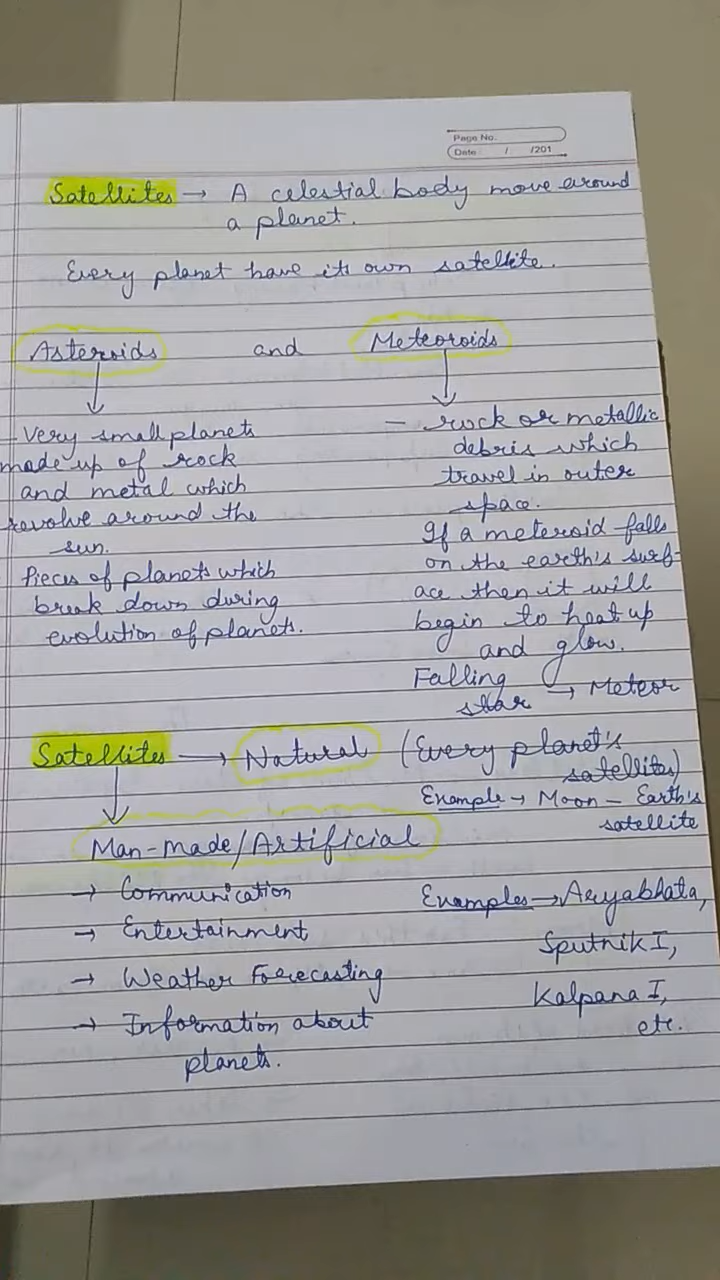 Page No.
Date / /201
Satellites → A celestial body move around
a planet.
Every planet have its own satellite.
Asteroids and Meteoroids
- Very small planets
made up of rock
and metal which
revolve around the
sun.
Pieces of planets which
break down during
evolution of planets.
- rock or metallic
debris which
travel in outer
space.
If a meteroid falls
on the earth's surf-
ace then it will
begin to heat up
and glow.
Falling
star → Meteor
Satellites → Natural (Every planet's
satellites)
Example → Moon - Earth's
satellite
Man-made/Artificial
→ Communication
→ Entertainment
→ Weather Forecasting
→ Information about
planets.
Examples → Aryabhata,
Sputnik I,
Kalpana I,
etc.